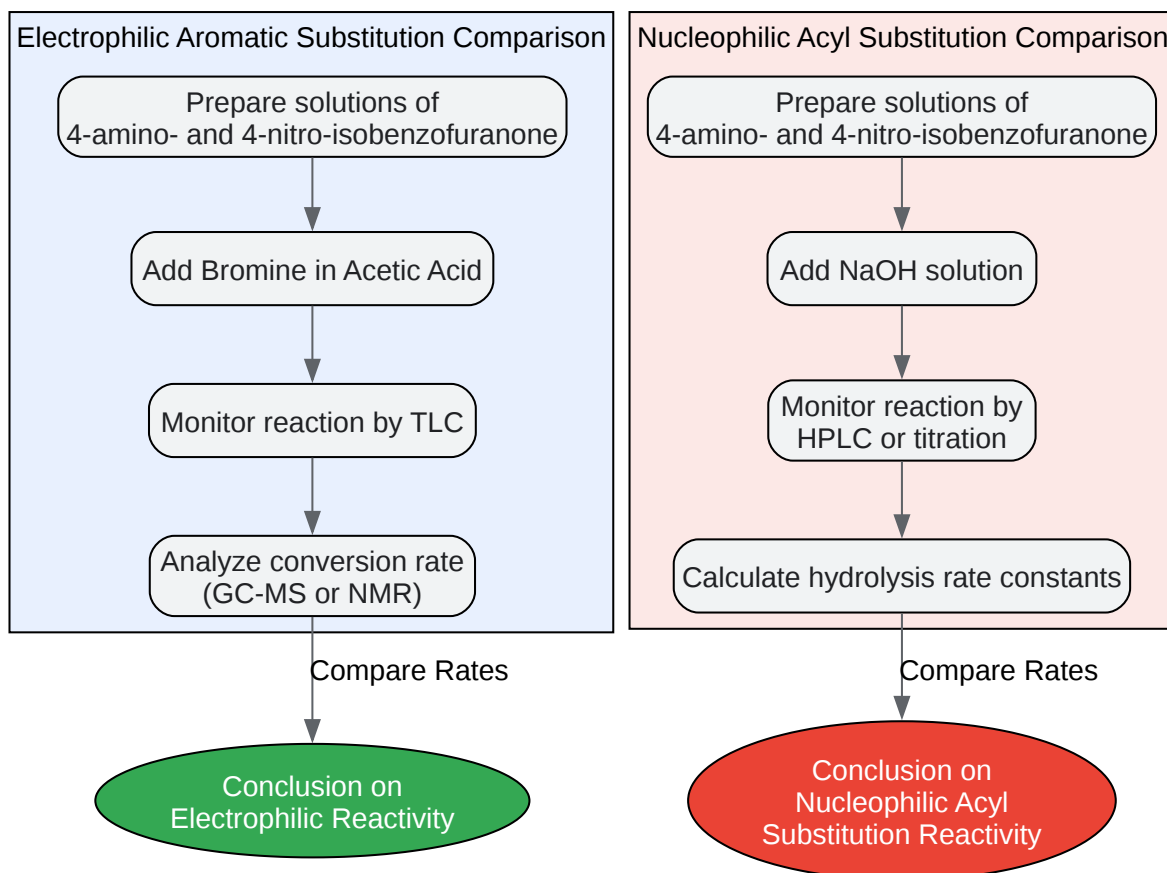 Electrophilic Aromatic Substitution Comparison
Prepare solutions of
4-amino- and 4-nitro-isobenzofuranone
Add Bromine in Acetic Acid
Monitor reaction by TLC
Analyze conversion rate
(GC-MS or NMR)
Compare Rates
Conclusion on
Electrophilic Reactivity
Nucleophilic Acyl Substitution Comparison
Prepare solutions of
4-amino- and 4-nitro-isobenzofuranone
Add NaOH solution
Monitor reaction by
HPLC or titration
Calculate hydrolysis rate constants
Compare Rates
Conclusion on
Nucleophilic Acyl
Substitution Reactivity